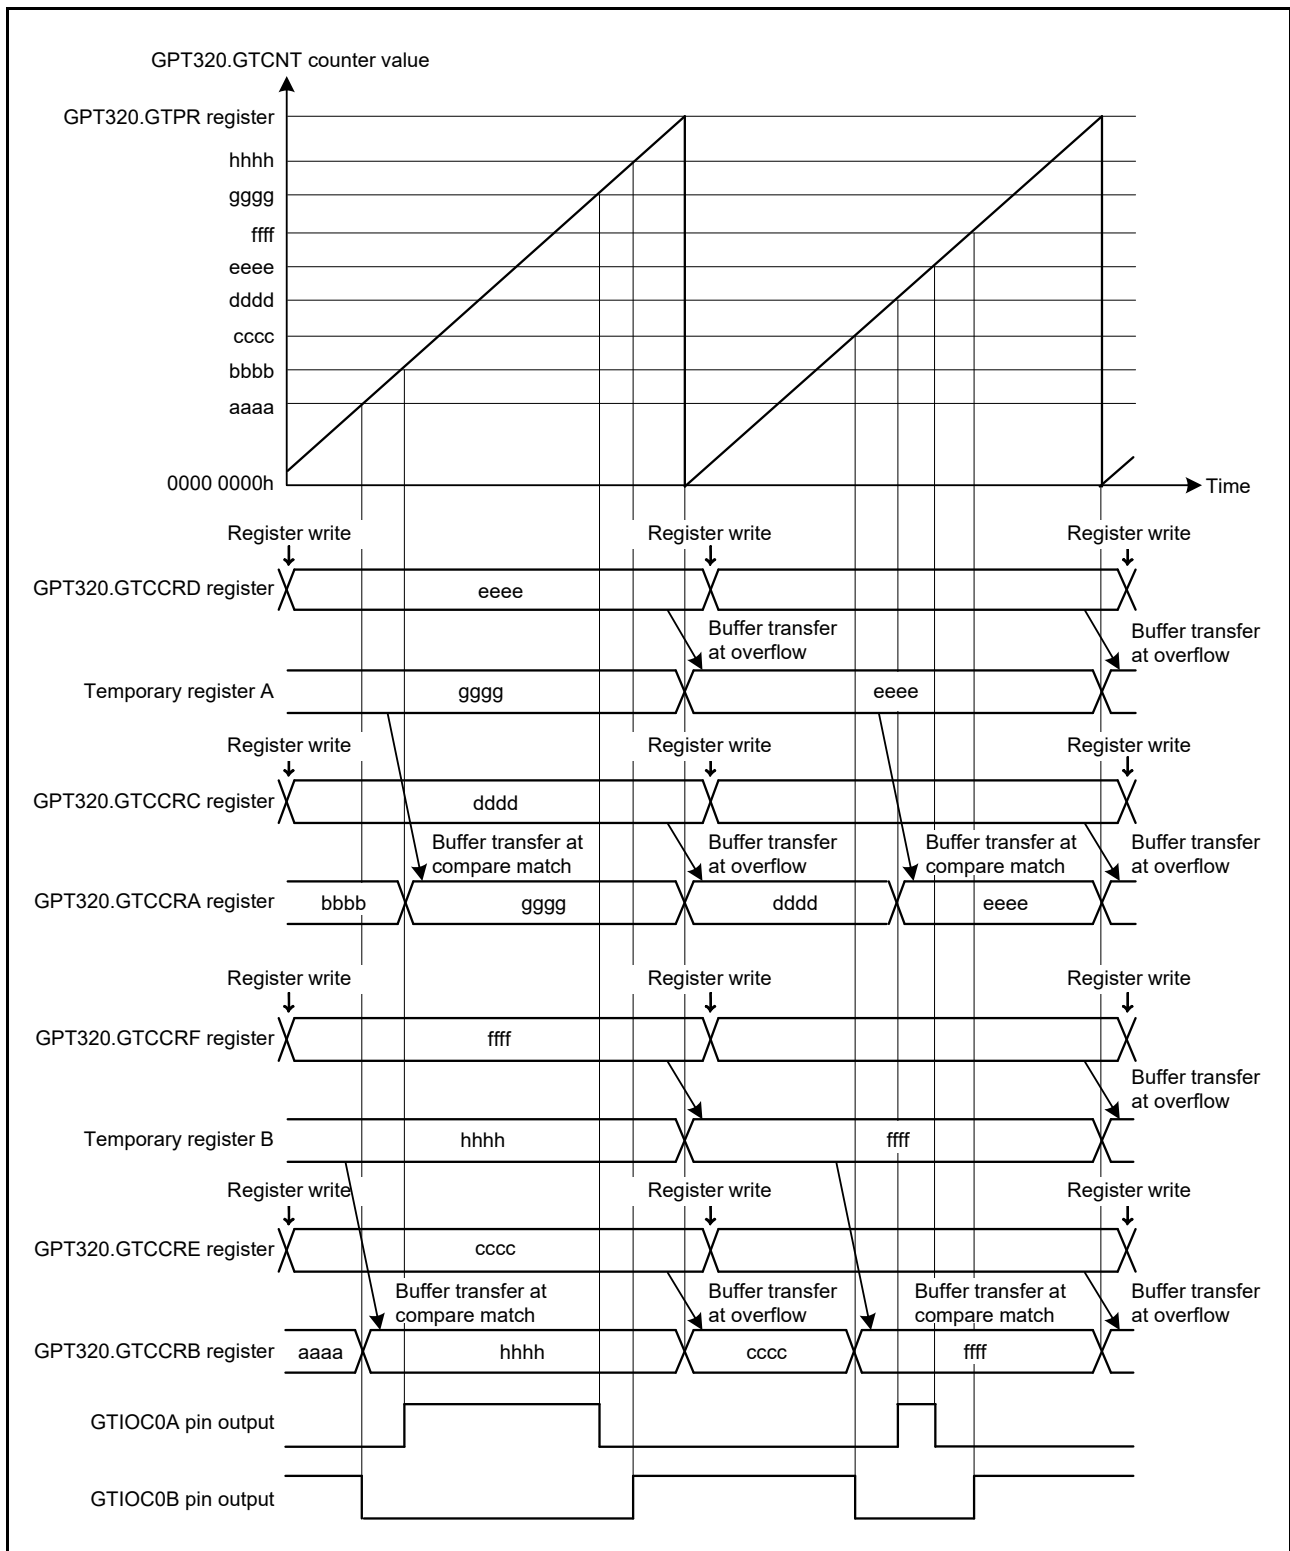 GPT320.GTCNT counter value
GPT320.GTPR register
hhhh
gggg
ffff
eeee
dddd
cccc
bbbb
aaaa
0000 0000h
Time
Register write Register write Register write
GPT320.GTCCRD register eeee
Buffer transfer
at overflow
Buffer transfer
at overflow
Temporary register A gggg eeee
Register write Register write Register write
GPT320.GTCCRC register dddd
Buffer transfer at
compare match
Buffer transfer
at overflow
Buffer transfer at
compare match
Buffer transfer
at overflow
GPT320.GTCCRA register bbbb gggg dddd eeee
Register write Register write Register write
GPT320.GTCCRF register ffff
Buffer transfer
at overflow
Temporary register B hhhh ffff
Register write Register write Register write
GPT320.GTCCRE register cccc
Buffer transfer at
compare match
Buffer transfer
at overflow
Buffer transfer at
compare match
Buffer transfer
at overflow
GPT320.GTCCRB register aaaa hhhh cccc ffff
GTIOC0A pin output
GTIOC0B pin output